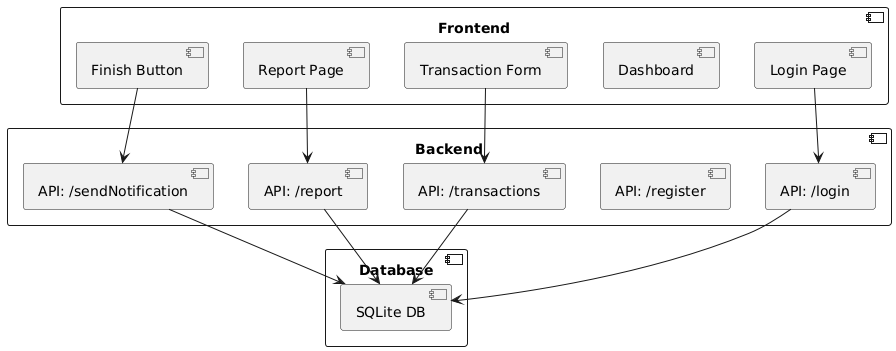 Frontend
Finish Button
Report Page
Transaction Form
Dashboard
Login Page
Backend
API: /sendNotification
API: /report
API: /transactions
API: /register
API: /login
Database
SQLite DB